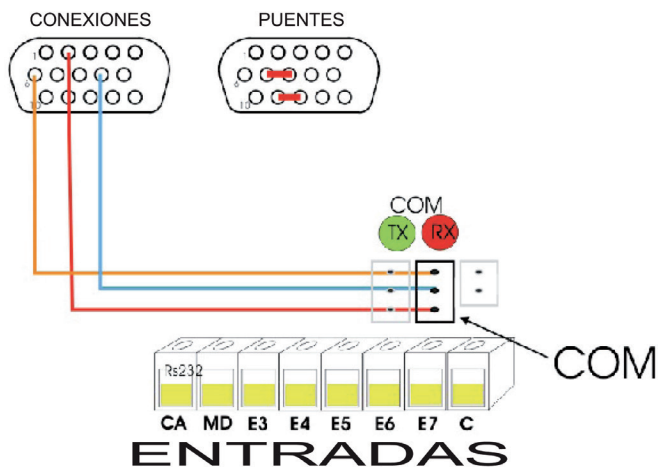 CONEXIONES PUENTES
1 1
6 6
10 10
COM
TX RX
COM
Rs232
CA MD E3 E4 E5 E6 E7 C
ENTRADAS